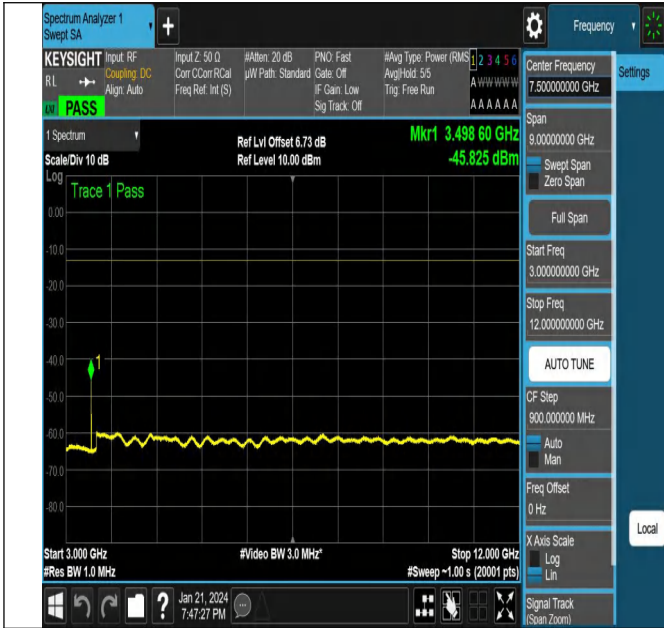 Spectrum Analyzer 1
Swept SA
Frequency
KEYSIGHT
RL
LXI
PASS
Input: RF
Coupling: DC
Align: Auto
Input Z: 50 Ω
Corr CCorr RCal
Freq Ref: Int (S)
#Atten: 20 dB
µW Path: Standard
PNO: Fast
Gate: Off
IF Gain: Low
Sig Track: Off
#Avg Type: Power (RMS
Avg|Hold: 5/5
Trig: Free Run
1 2 3 4 5 6
A W W W W W
A A A A A A
1 Spectrum
Scale/Div 10 dB
Ref Lvl Offset 6.73 dB
Ref Level 10.00 dBm
Mkr1 3.498 60 GHz
-45.825 dBm
Log
Trace 1 Pass
0.00
-10.0
-20.0
-30.0
-40.0
-50.0
-60.0
-70.0
-80.0
1
Start 3.000 GHz
#Res BW 1.0 MHz
#Video BW 3.0 MHz*
Stop 12.000 GHz
#Sweep ~1.00 s (20001 pts)
Jan 21, 2024
7:47:27 PM
Center Frequency
7.500000000 GHz
Settings
Span
9.00000000 GHz
Swept Span
Zero Span
Full Span
Start Freq
3.000000000 GHz
Stop Freq
12.000000000 GHz
AUTO TUNE
CF Step
900.000000 MHz
Auto
Man
Freq Offset
0 Hz
Local
X Axis Scale
Log
Lin
Signal Track
(Span Zoom)